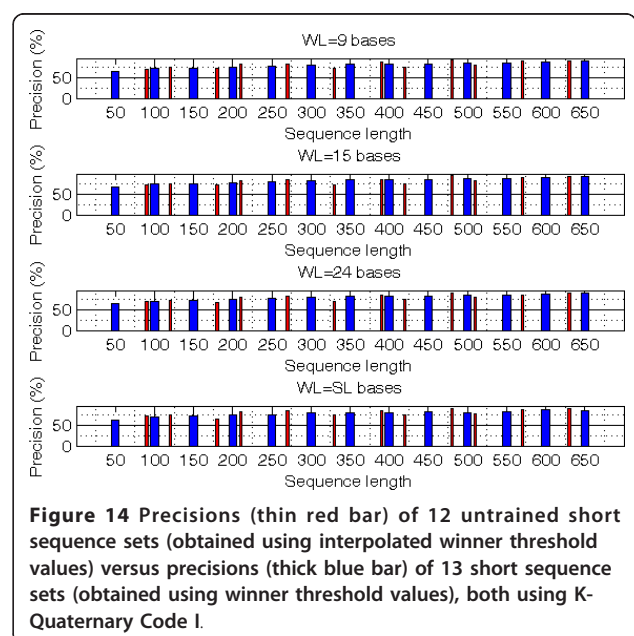 WL=9 bases
Precision (%)
50
0
50 100 150 200 250 300 350 400 450 500 550 600 650
Sequence length
WL=15 bases
Precision (%)
50
0
50 100 150 200 250 300 350 400 450 500 550 600 650
Sequence length
WL=24 bases
Precision (%)
50
0
50 100 150 200 250 300 350 400 450 500 550 600 650
Sequence length
WL=SL bases
Precision (%)
50
0
50 100 150 200 250 300 350 400 450 500 550 600 650
Sequence length
Figure 14 Precisions (thin red bar) of 12 untrained short
sequence sets (obtained using interpolated winner threshold
values) versus precisions (thick blue bar) of 13 short sequence
sets (obtained using winner threshold values), both using K-
Quaternary Code I.